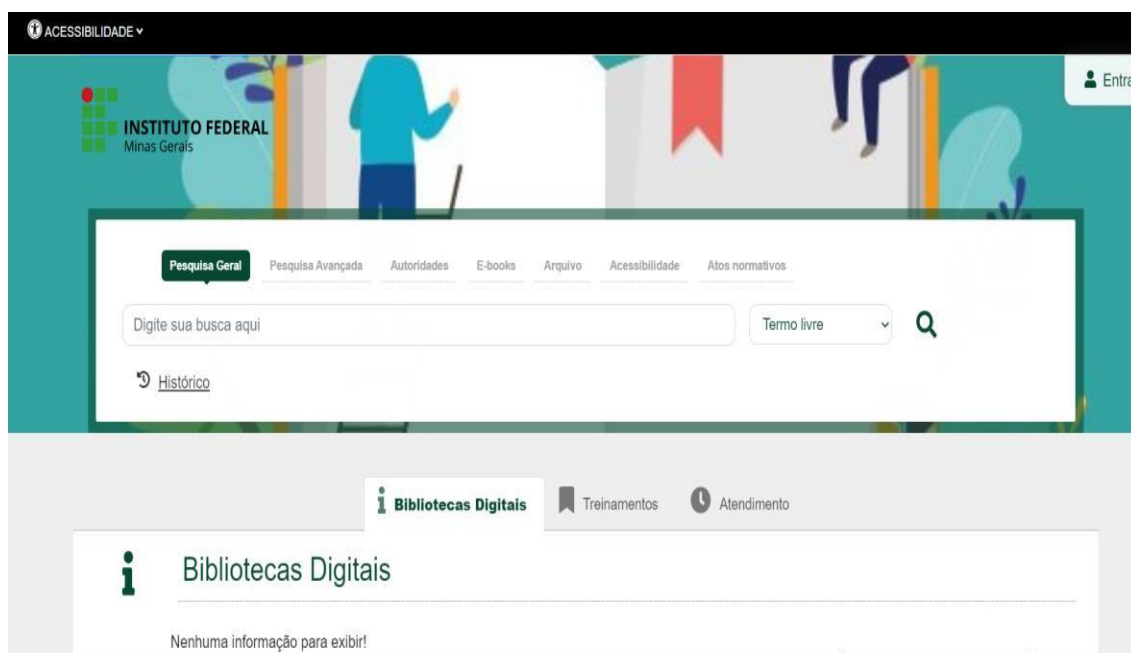 ACESSIBILIDADE
Entra
INSTITUTO FEDERAL
Minas Gerais
Pesquisa Geral Pesquisa Avançada Autoridades E-books Arquivo Acessibilidade Atos normativos
Digite sua busca aqui Termo livre
Histórico
Bibliotecas Digitais Treinamentos Atendimento
Bibliotecas Digitais
Nenhuma informação para exibir!